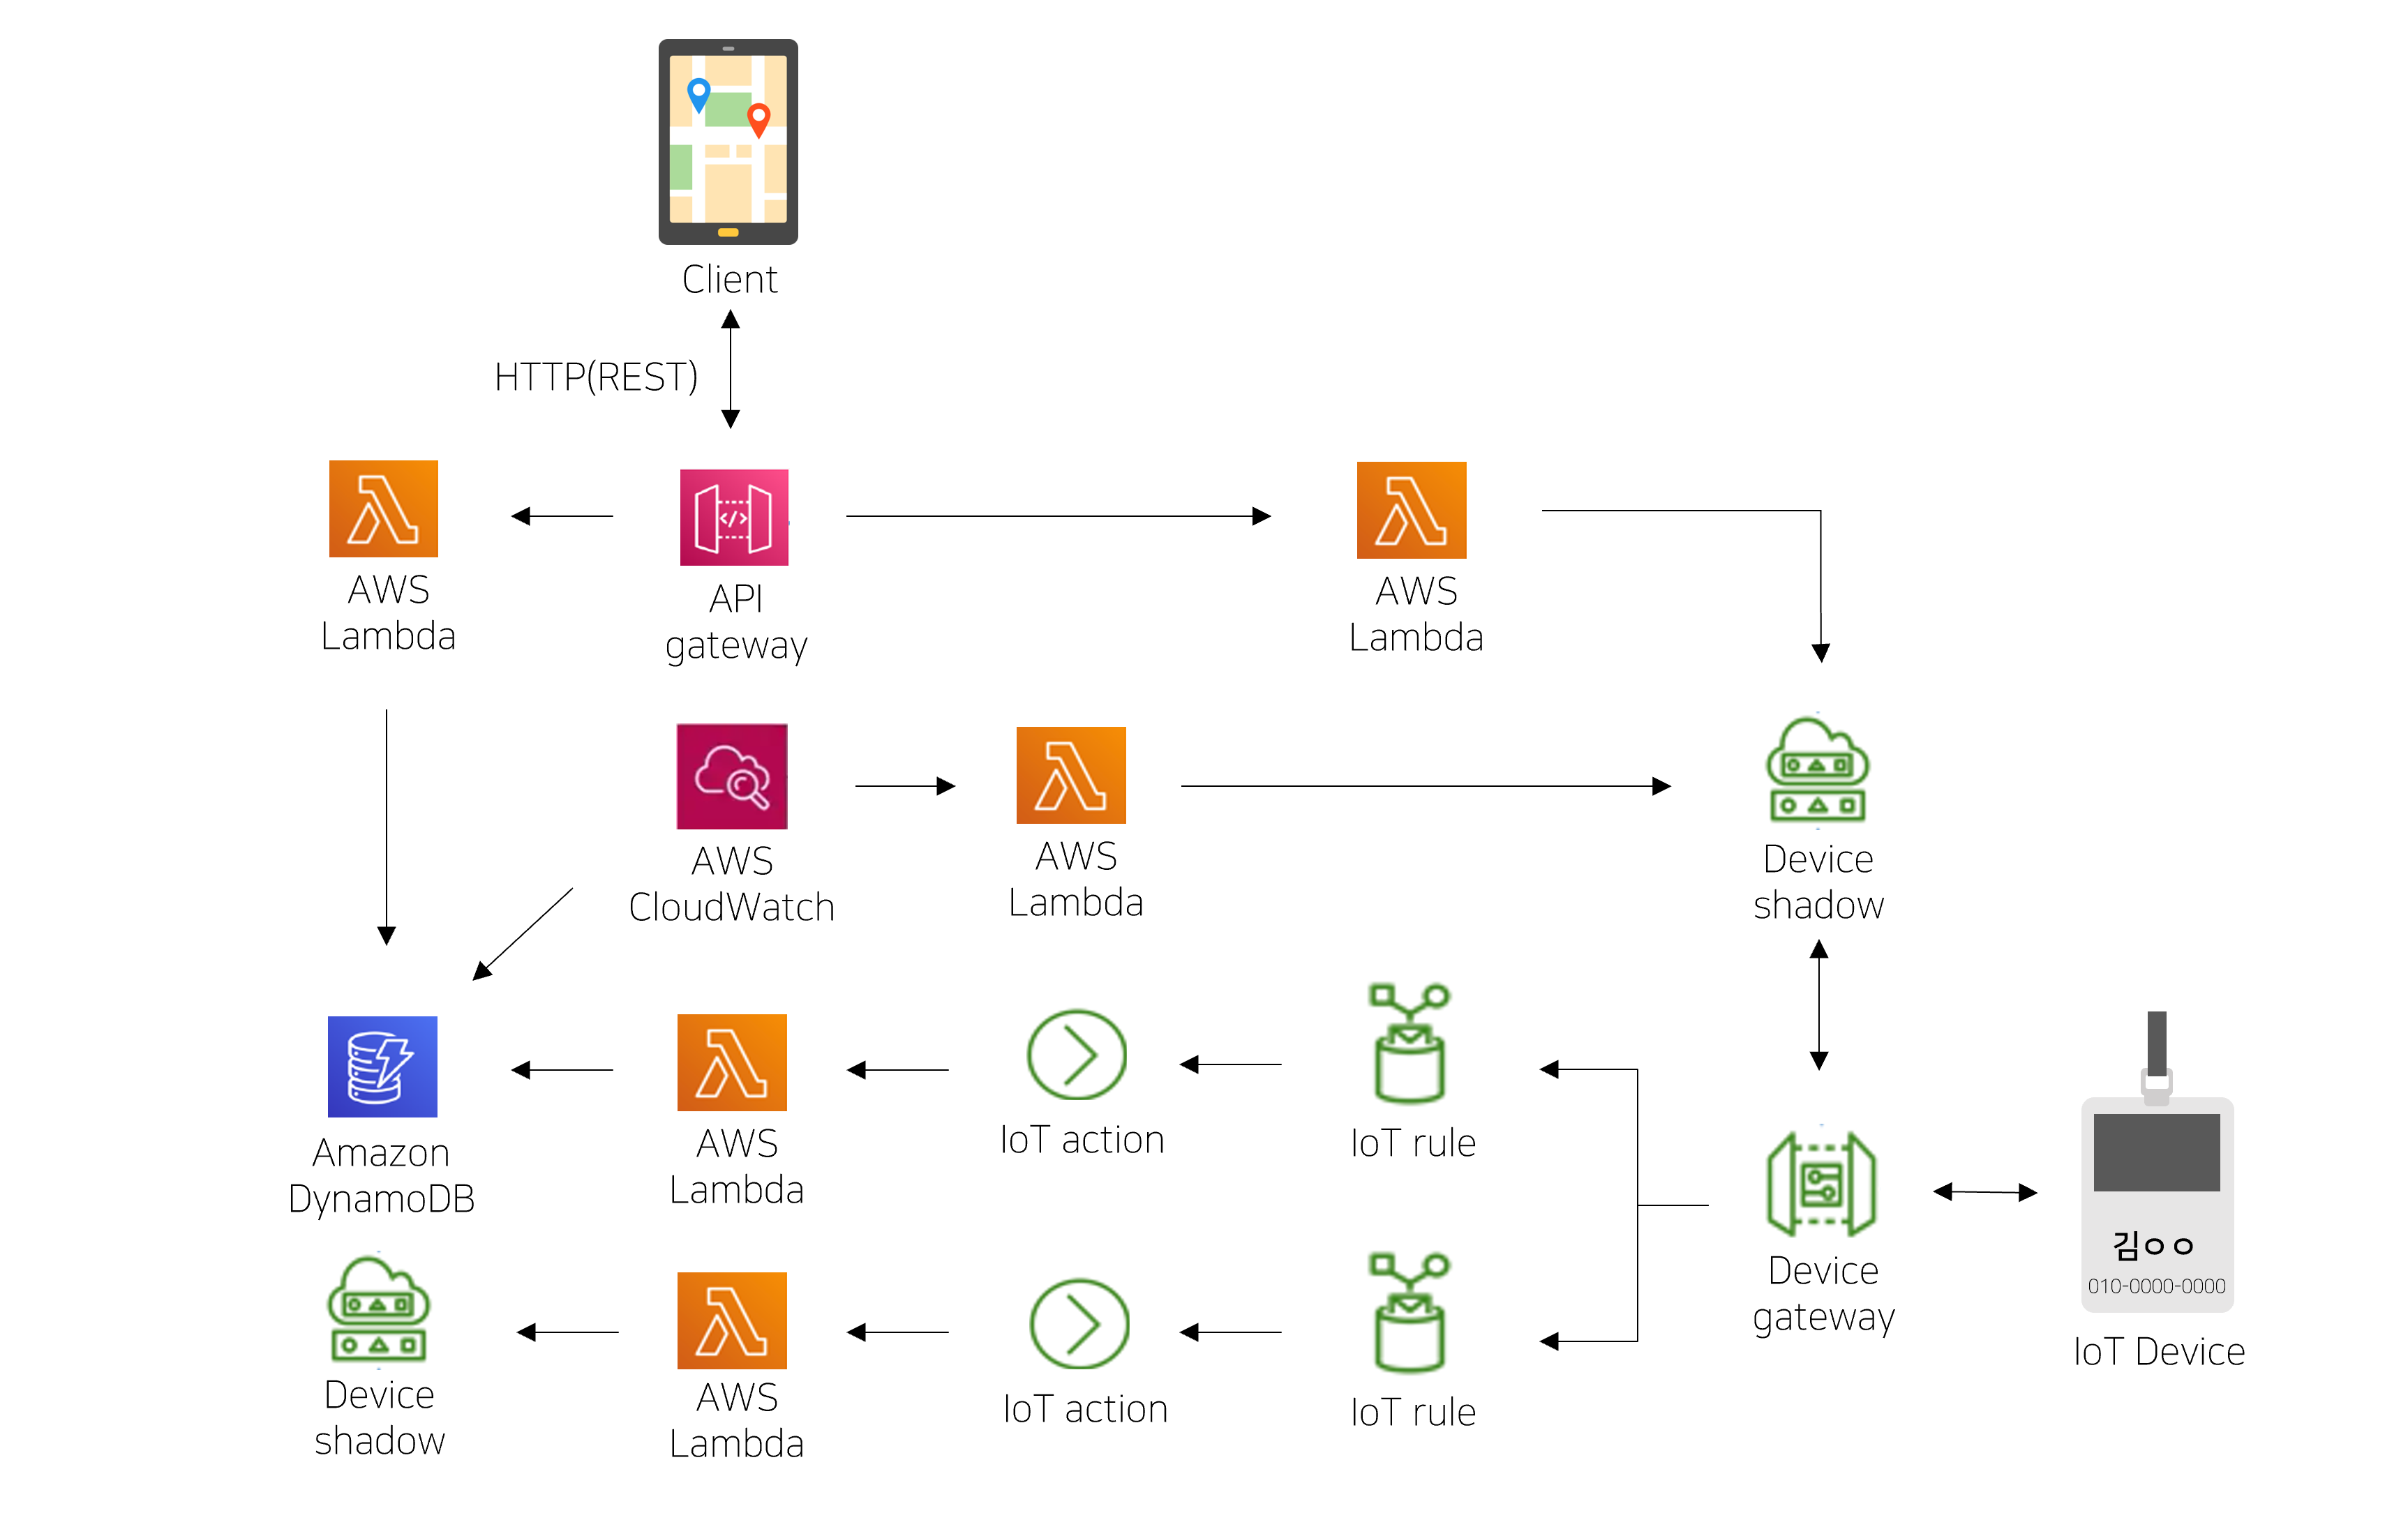 Client
HTTP(REST)
AWS
Lambda
API
gateway
AWS
Lambda
AWS
CloudWatch
AWS
Lambda
Device
shadow
Amazon
DynamoDB
AWS
Lambda
IoT action
IoT rule
Device
gateway
김ㅇㅇ
010-0000-0000
IoT Device
Device
shadow
AWS
Lambda
IoT action
IoT rule